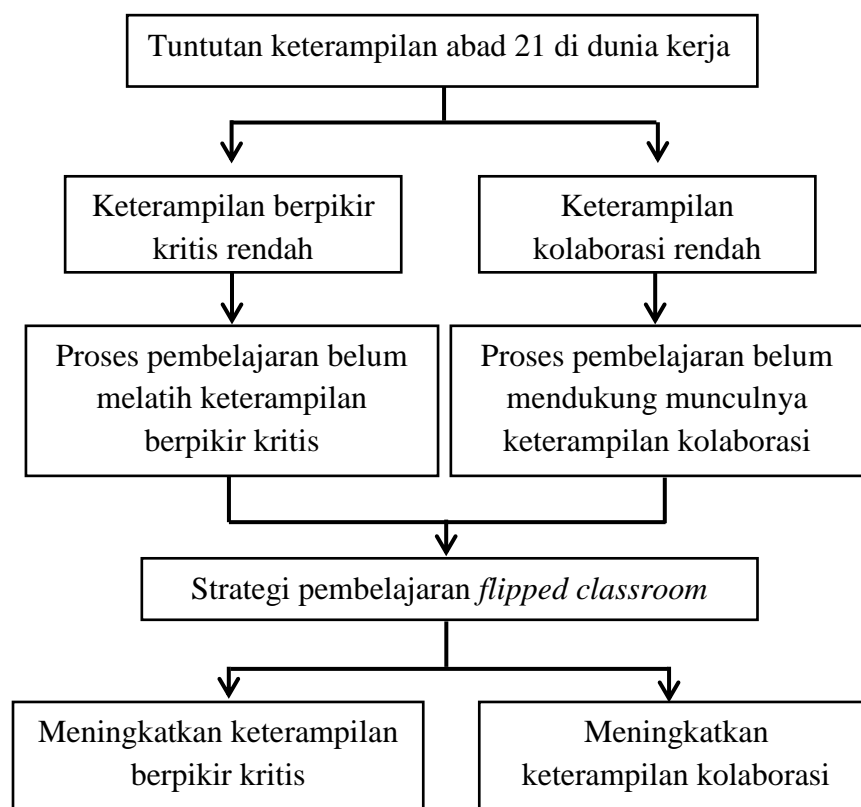 Tuntutan keterampilan abad 21 di dunia kerja
Keterampilan berpikir
kritis rendah
Keterampilan
kolaborasi rendah
Proses pembelajaran belum
melatih keterampilan
berpikir kritis
Proses pembelajaran belum
mendukung munculnya
keterampilan kolaborasi
Strategi pembelajaran flipped classroom
Meningkatkan keterampilan
berpikir kritis
Meningkatkan
keterampilan kolaborasi